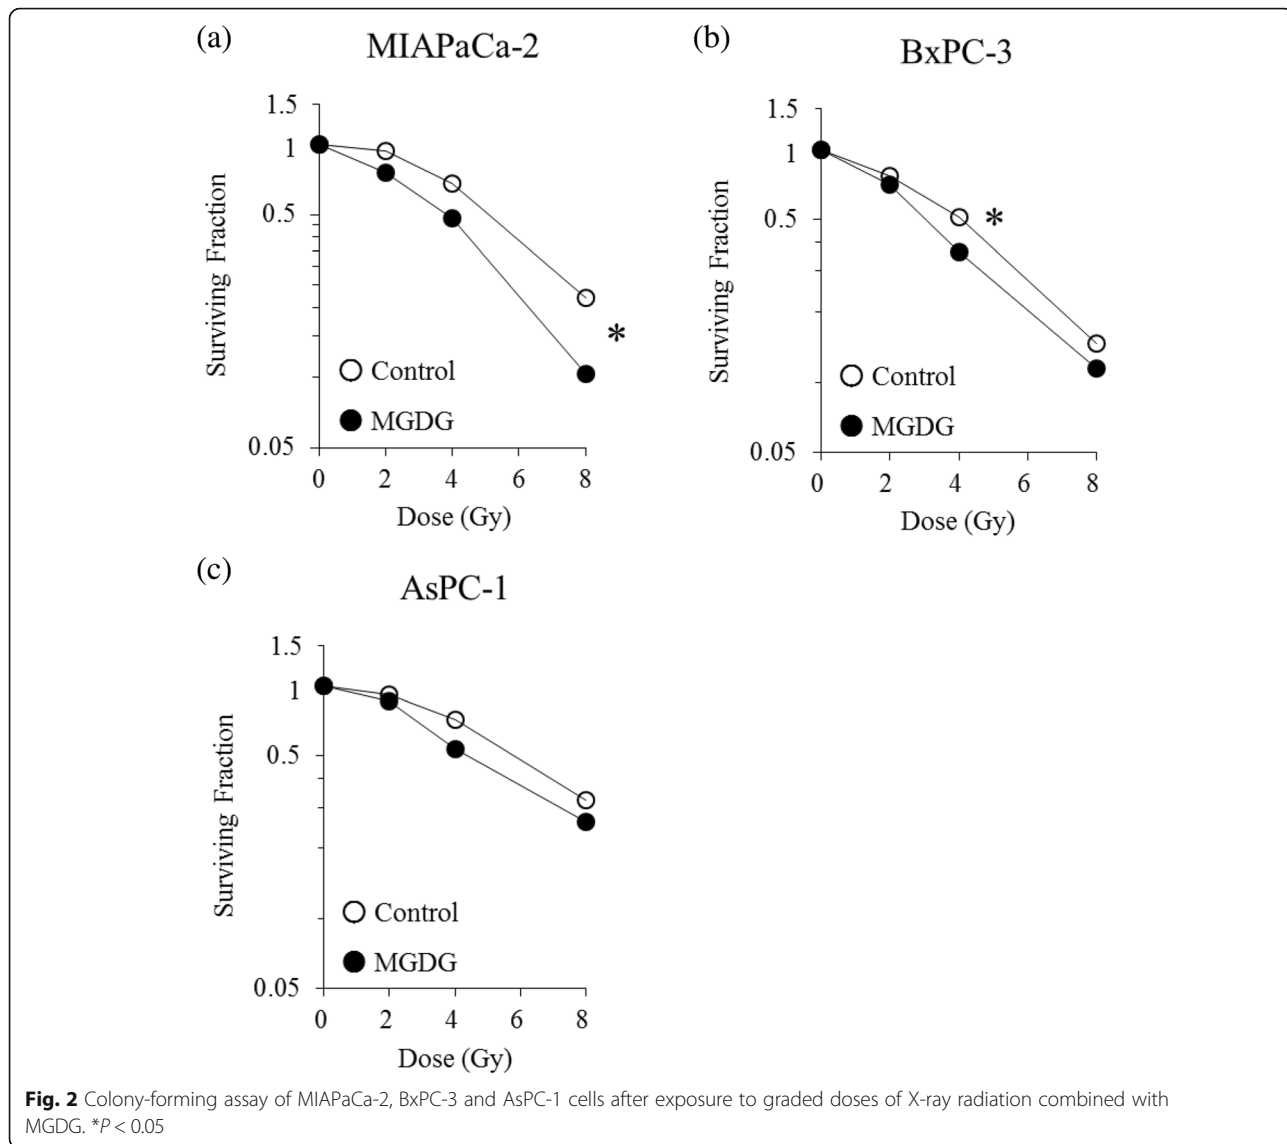 (a)
MIAPaCa-2
1.5
1
0.5
0.05
Surviving Fraction
*
Control
MGDG
0 2 4 6 8
Dose (Gy)
(b)
BxPC-3
1.5
1
0.5
0.05
Surviving Fraction
*
Control
MGDG
0 2 4 6 8
Dose (Gy)
(c)
AsPC-1
1.5
1
0.5
0.05
Surviving Fraction
Control
MGDG
0 2 4 6 8
Dose (Gy)
Fig. 2 Colony-forming assay of MIAPaCa-2, BxPC-3 and AsPC-1 cells after exposure to graded doses of X-ray radiation combined with
MGDG. *P < 0.05